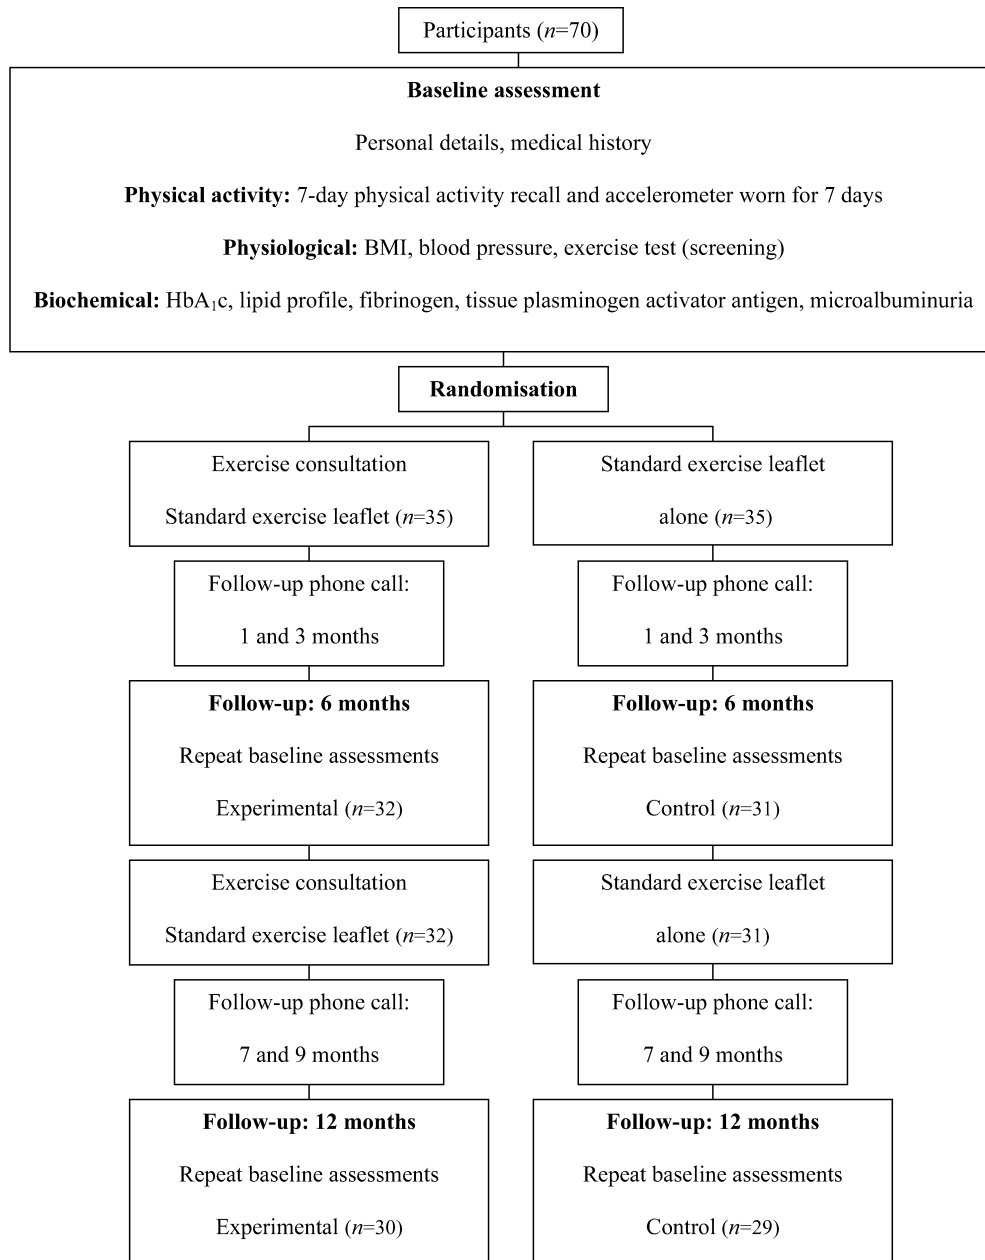 Participants (n=70)
Baseline assessment
Personal details, medical history
Physical activity: 7-day physical activity recall and accelerometer worn for 7 days
Physiological: BMI, blood pressure, exercise test (screening)
Biochemical: HbA₁c, lipid profile, fibrinogen, tissue plasminogen activator antigen, microalbuminuria
Randomisation
Exercise consultation
Standard exercise leaflet (n=35)
Standard exercise leaflet
alone (n=35)
Follow-up phone call:
1 and 3 months
Follow-up phone call:
1 and 3 months
Follow-up: 6 months
Repeat baseline assessments
Experimental (n=32)
Follow-up: 6 months
Repeat baseline assessments
Control (n=31)
Exercise consultation
Standard exercise leaflet (n=32)
Standard exercise leaflet
alone (n=31)
Follow-up phone call:
7 and 9 months
Follow-up phone call:
7 and 9 months
Follow-up: 12 months
Repeat baseline assessments
Experimental (n=30)
Follow-up: 12 months
Repeat baseline assessments
Control (n=29)